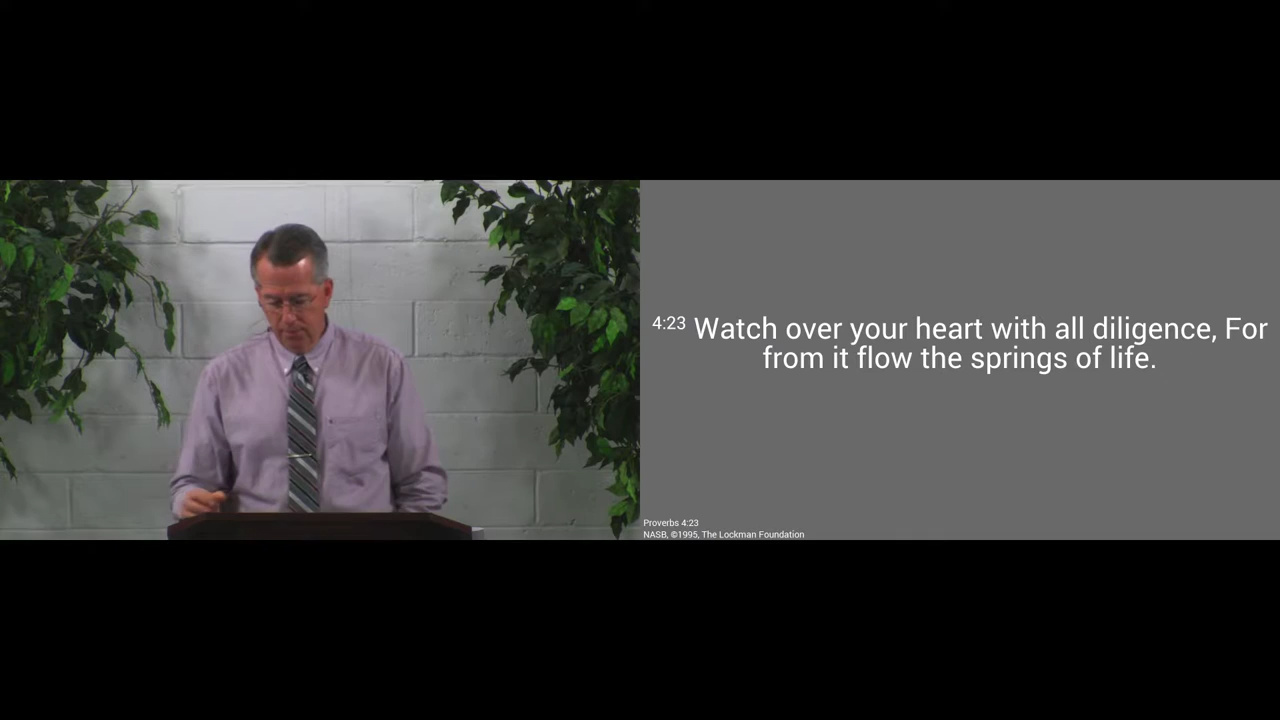 4:23 Watch over your heart with all diligence, For
from it flow the springs of life.
Proverbs 4:23
NASB, ©1995, The Lockman Foundation